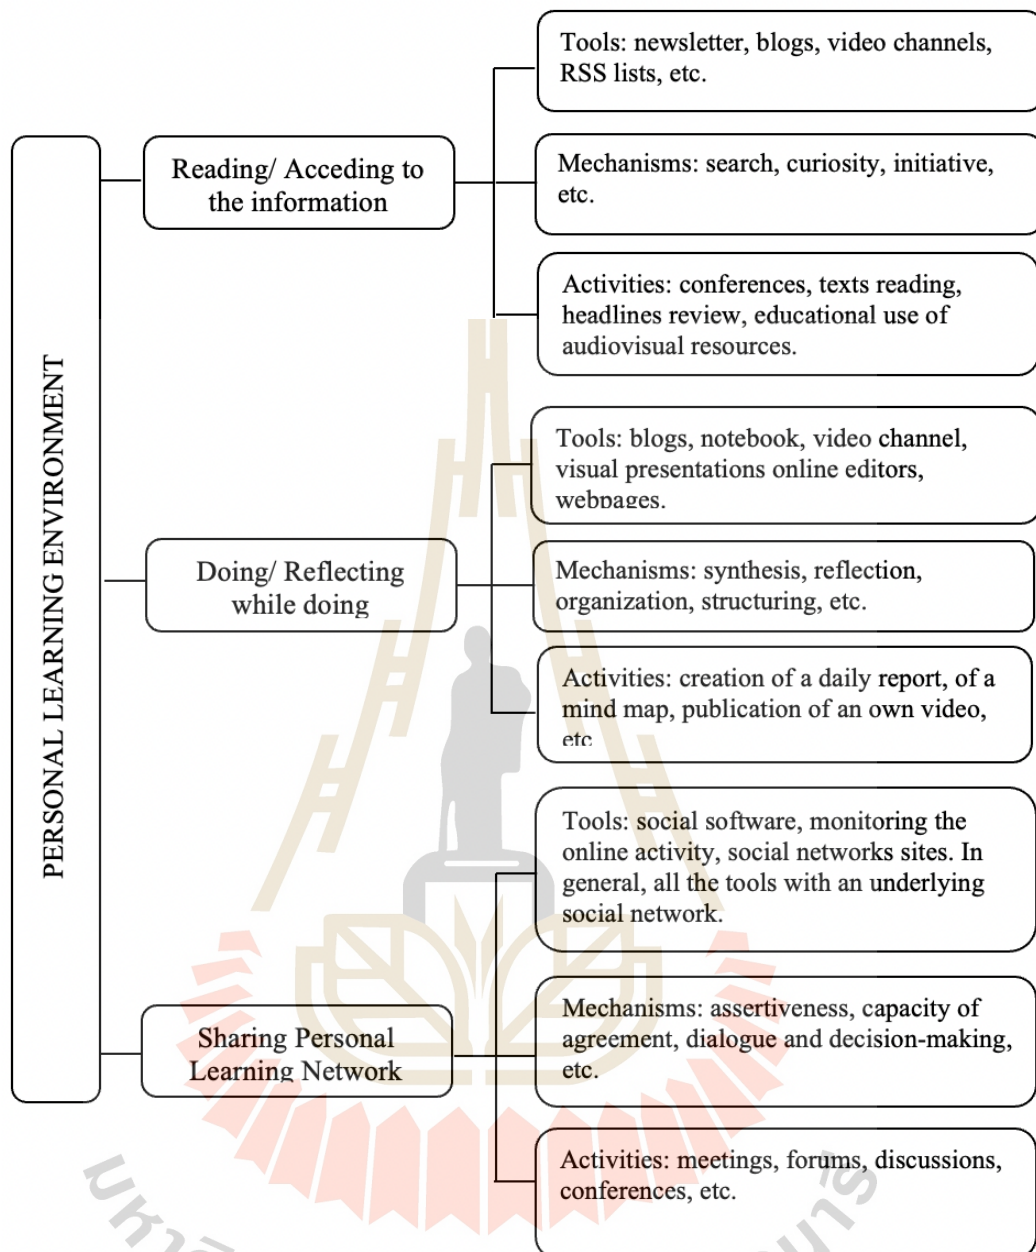 PERSONAL LEARNING ENVIRONMENT
Reading/ Acceding to
the information
Tools: newsletter, blogs, video channels,
RSS lists, etc.
Mechanisms: search, curiosity, initiative,
etc.
Activities: conferences, texts reading,
headlines review, educational use of
audiovisual resources.
Doing/ Reflecting
while doing
Tools: blogs, notebook, video channel,
visual presentations online editors,
webpages.
Mechanisms: synthesis, reflection,
organization, structuring, etc.
Activities: creation of a daily report, of a
mind map, publication of an own video,
etc
Sharing Personal
Learning Network
Tools: social software, monitoring the
online activity, social networks sites. In
general, all the tools with an underlying
social network.
Mechanisms: assertiveness, capacity of
agreement, dialogue and decision-making,
etc.
Activities: meetings, forums, discussions,
conferences, etc.